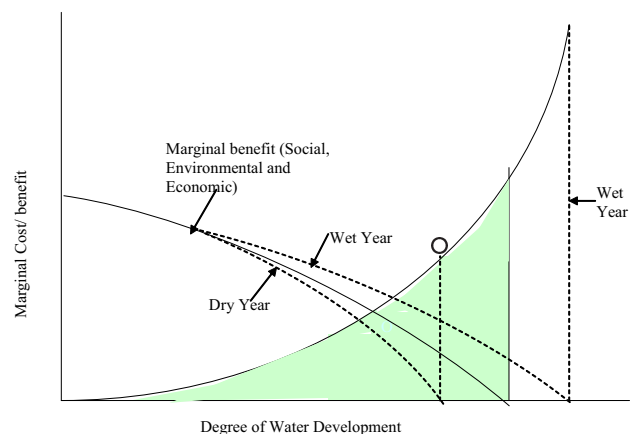 Marginal benefit (Social,
Environmental and
Economic)
Wet Year
Dry Year
Wet
Year
Marginal Cost/ benefit
Degree of Water Development